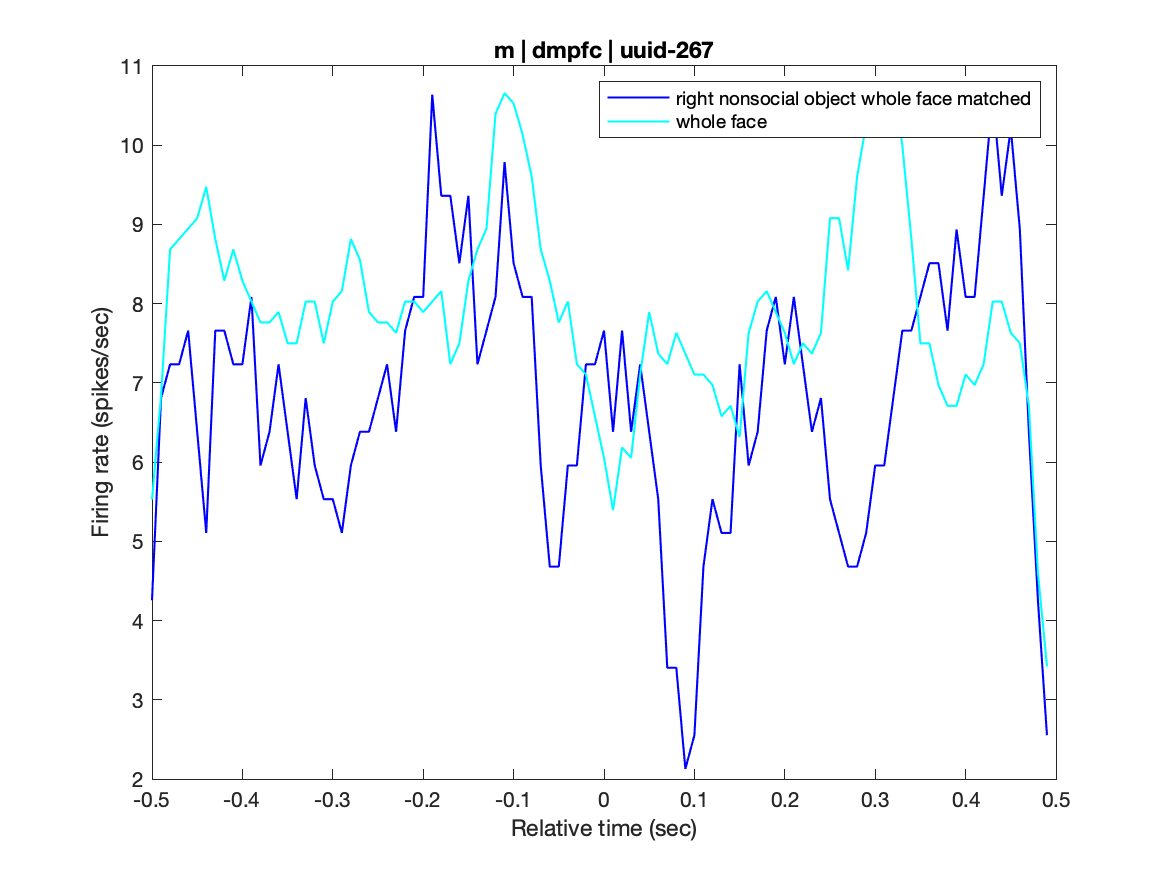 m | dmpfc | uuid-267
right nonsocial object whole face matched
whole face
Firing rate (spikes/sec)
11
10
9
8
7
6
5
4
3
2
-0.5 -0.4 -0.3 -0.2 -0.1 0 0.1 0.2 0.3 0.4 0.5
Relative time (sec)